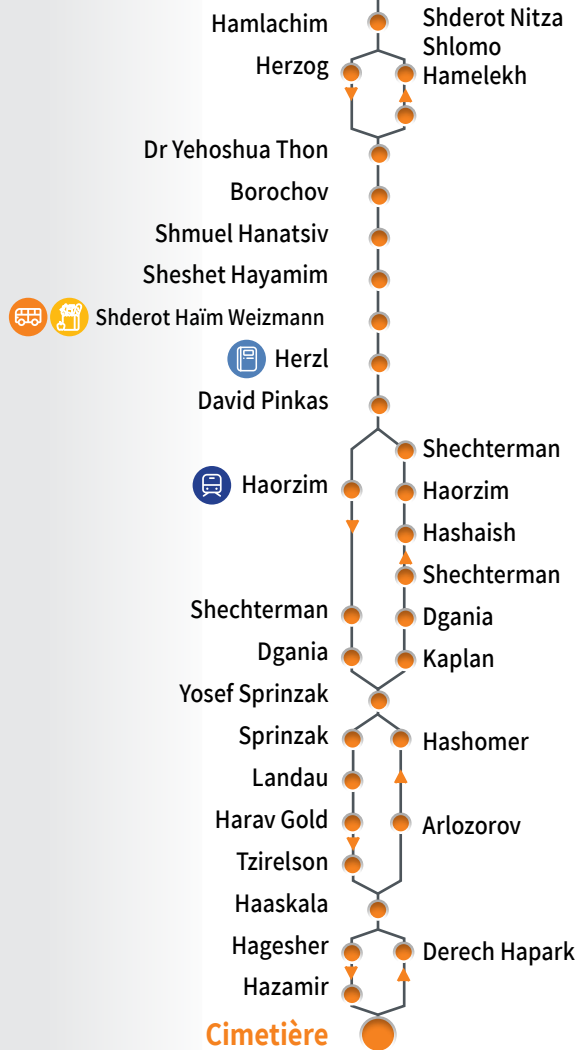 Hamlachim
Shderot Nitza
Shlomo
Hamelekh
Herzog
Dr Yehoshua Thon
Borochov
Shmuel Hanatsiv
Sheshet Hayamim
Shderot Haïm Weizmann
Herzl
David Pinkas
Shechterman
Haorzim
Haorzim
Hashaish
Shechterman
Shechterman
Dgania
Dgania
Kaplan
Yosef Sprinzak
Sprinzak
Hashomer
Landau
Harav Gold
Arlozorov
Tzirelson
Haaskala
Hagesher
Derech Hapark
Hazamir
Cimetière